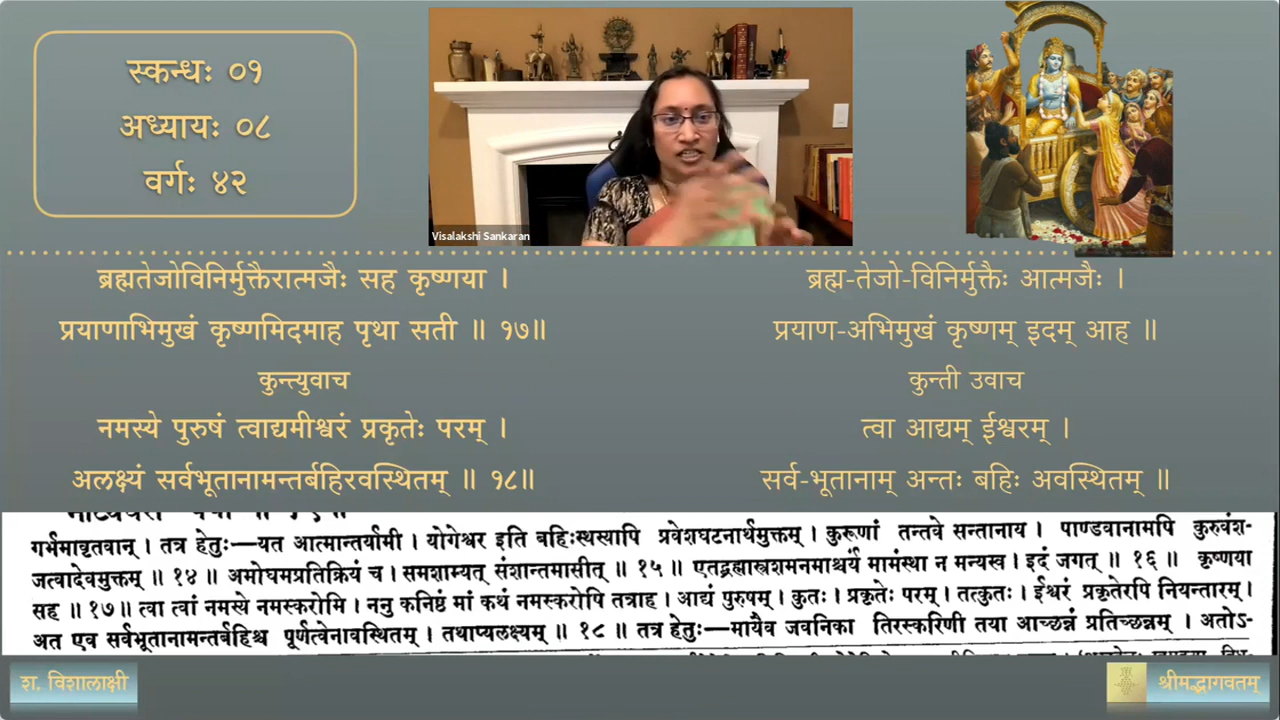 स्कन्धः ०१
अध्यायः ०८
वर्गः ४२
Visalakshi Sankaran
ब्रह्मतेजोविनिर्मुक्तैरात्मजैः सह कृष्णया ।
प्रयाणाभिमुखं कृष्णमिदमाह पृथा सती ॥ १७॥
कुन्त्युवाच
नमस्ये पुरुषं त्वाद्यमीश्वरं प्रकृतेः परम् ।
अलक्ष्यं सर्वभूतानामन्तर्बहिरवस्थितम् ॥ १८॥
ब्रह्म-तेजो-विनिर्मुक्तैः आत्मजैः ।
प्रयाण-अभिमुखं कृष्णम् इदम् आह ॥
कुन्ती उवाच
त्वा आद्यम् ईश्वरम् ।
सर्व-भूतानाम् अन्तः बहिः अवस्थितम् ॥
गर्भमावृतवान् । तत्र हेतुः—यत आत्मान्तर्यामी । योगेश्वर इति बहिःस्थस्यापि प्रवेशघटनार्थमुक्तम् । कुरूणां तन्तवे सन्तानाय । पाण्डवानामपि कुरुवंश-
जत्वादेवमुक्तम् ॥ १४ ॥ अमोघमप्रतिक्रियं च । समशाम्यत् संशान्तमासीत् ॥ १५ ॥ एतद्ब्रह्मास्त्रशमनमाश्चर्यं मामंस्था न मन्यस्व । इदं जगत् ॥ १६ ॥ कृष्णया
सह ॥ १७ ॥ त्वा त्वां नमस्ये नमस्करोमि । ननु कनिष्ठं मां कथं नमस्करोषि तत्राह । आद्यं पुरुषम् । कुतः । प्रकृतेः परम् । तत्कुतः । ईश्वरं प्रकृतेरपि नियन्तारम् ।
अत एव सर्वभूतानामन्तर्बहिश्च पूर्णत्वेनावस्थितम् । तथाप्यलक्ष्यम् ॥ १८ ॥ तत्र हेतुः—मायैव जवनिका तिरस्करिणी तया आच्छन्नं प्रतिच्छन्नम् । अतोऽ-
श. विशालाक्षी
श्रीमद्भागवतम्